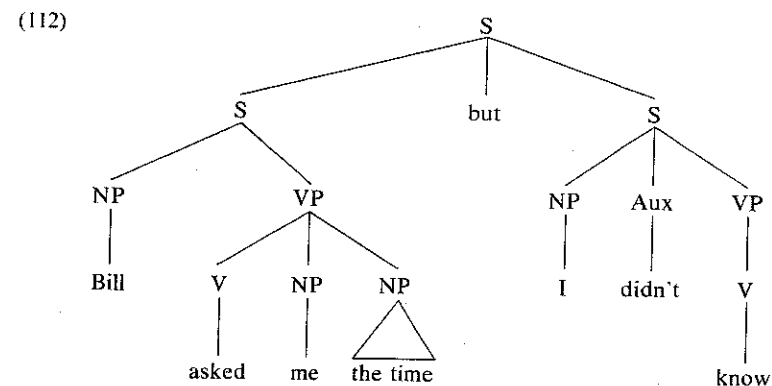 (112)
S
S but S
NP VP NP Aux VP
Bill V NP NP I didn't V
asked me the time know